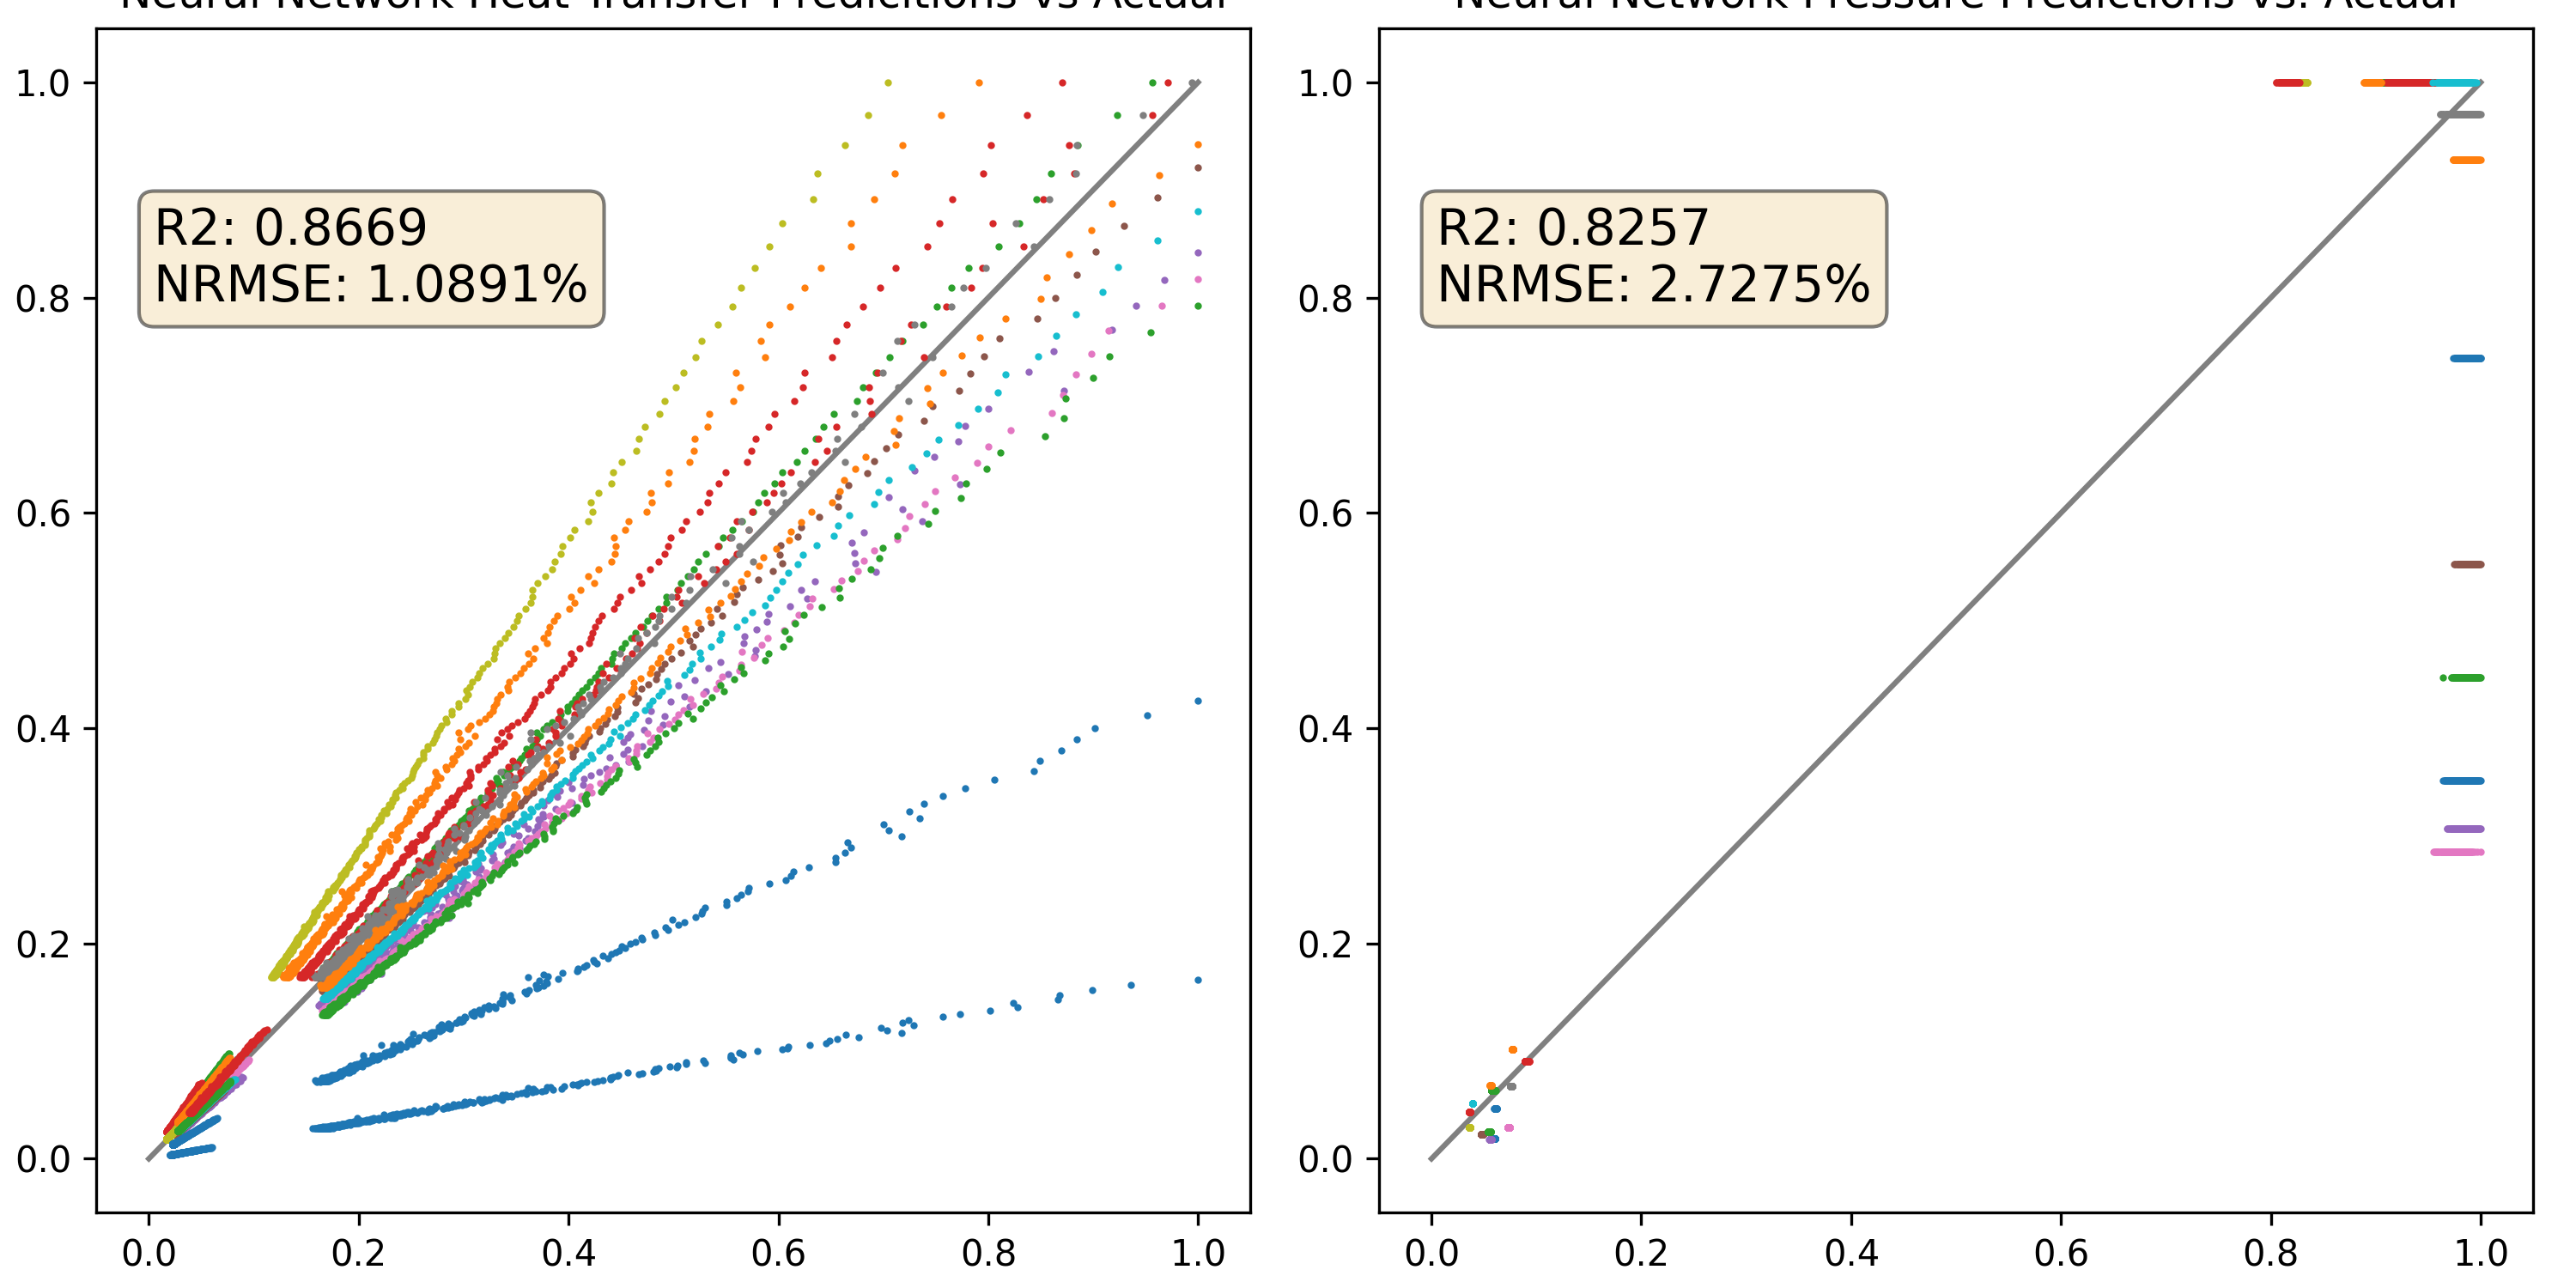 Neural Network Heat Transfer Predicitions vs Actual
Neural Network Pressure Predictions vs. Actual
1.0
0.8
0.6
0.4
0.2
0.0
R2: 0.8669
NRMSE: 1.0891%
0.0 0.2 0.4 0.6 0.8 1.0
1.0
0.8
0.6
0.4
0.2
0.0
R2: 0.8257
NRMSE: 2.7275%
0.0 0.2 0.4 0.6 0.8 1.0